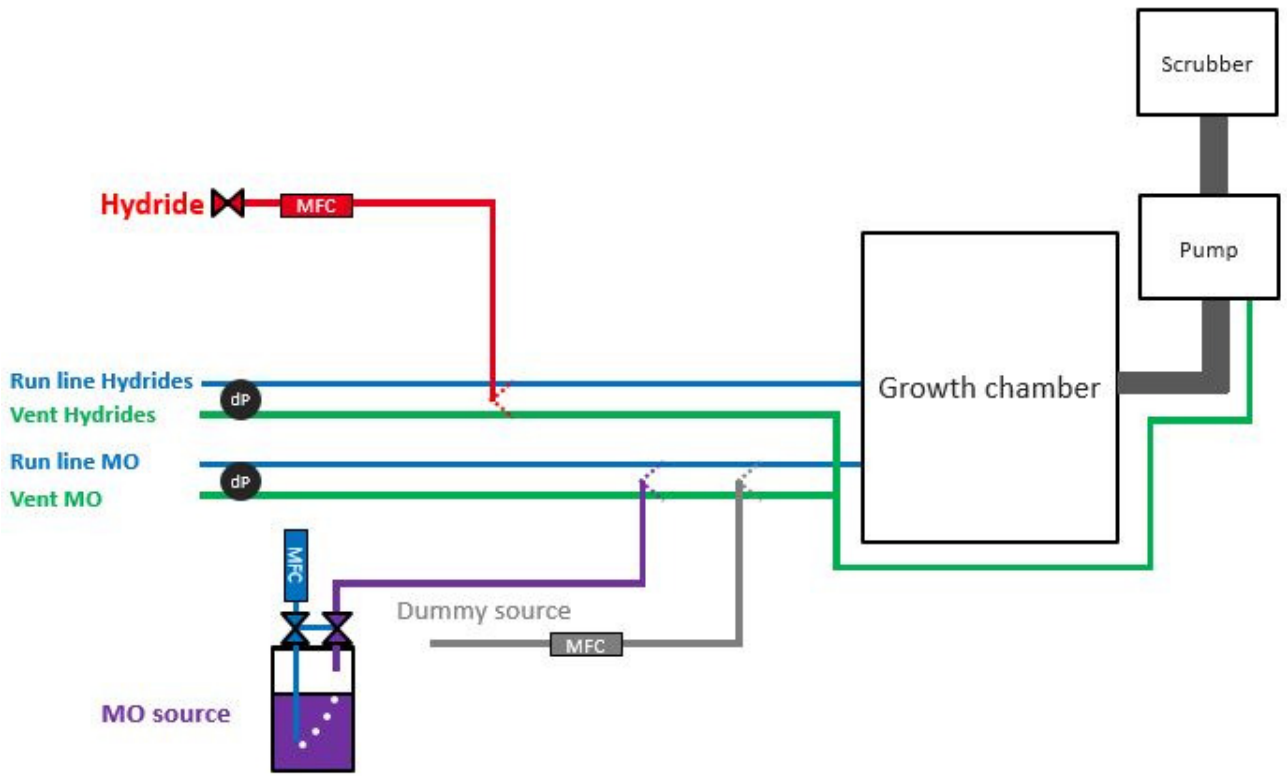 Scrubber
Hydride
MFC
Pump
Run line Hydrides
dP
Vent Hydrides
Growth chamber
Run line MO
dP
Vent MO
MFC
Dummy source
MFC
MO source